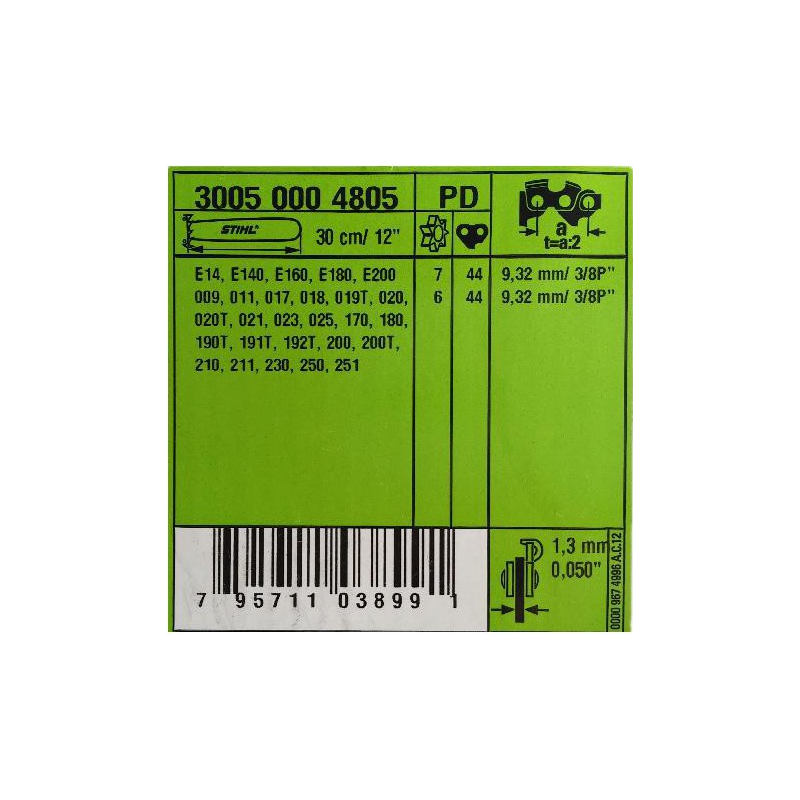 3005 000 4805 PD
STIHL® 30 cm/ 12" a
t=a:2
E14, E140, E160, E180, E200 7 44 9,32 mm/ 3/8P"
009, 011, 017, 018, 019T, 020, 6 44 9,32 mm/ 3/8P"
020T, 021, 023, 025, 170, 180,
190T, 191T, 192T, 200, 200T,
210, 211, 230, 250, 251
1,3 mm
0,050"
0000 967 4996 A.C.12
7 95711 03899 1